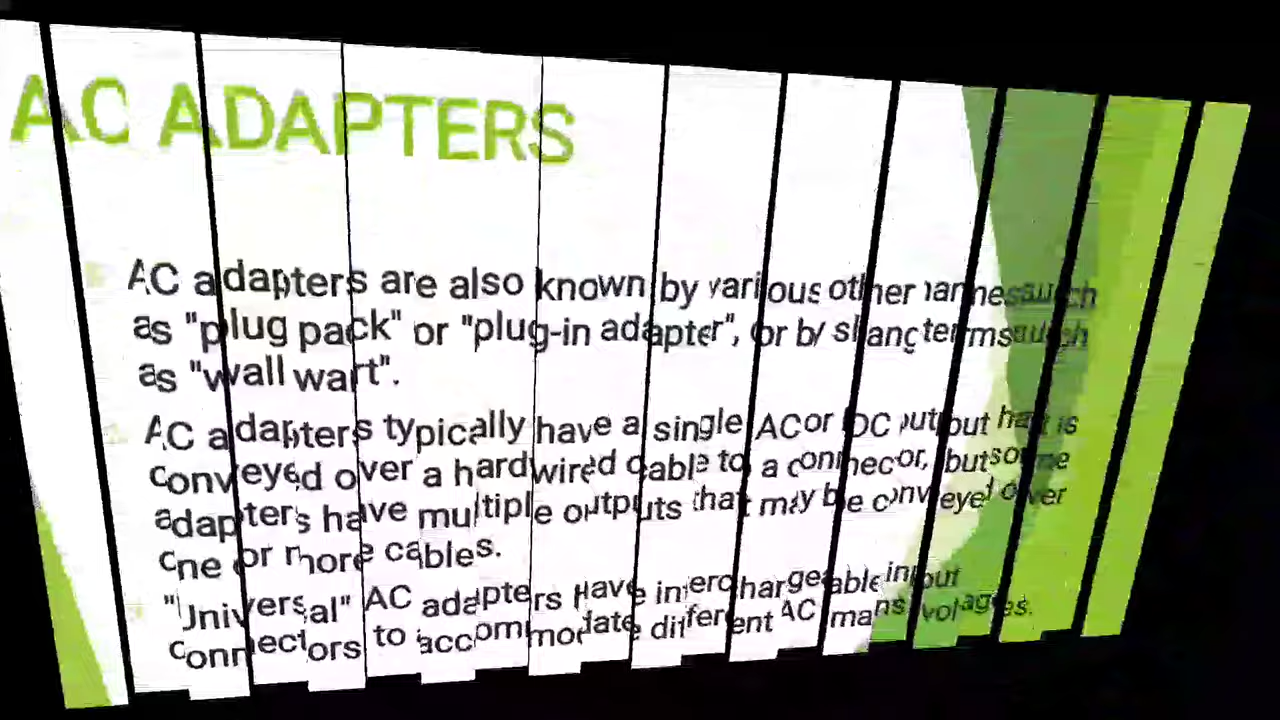 AC ADAPTERS
AC adapters are also known by various other names such
as "plug pack" or "plug-in adapter", or by slang terms such
as "wall wart".
AC adapters typically have a single AC or DC output that is
conveyed over a hardwired cable to a connector, but some
adapters have multiple outputs that may be conveyed over
one or more cables.
"Universal" AC adapters have interchangeable input
connectors to accommodate different AC mains voltages.